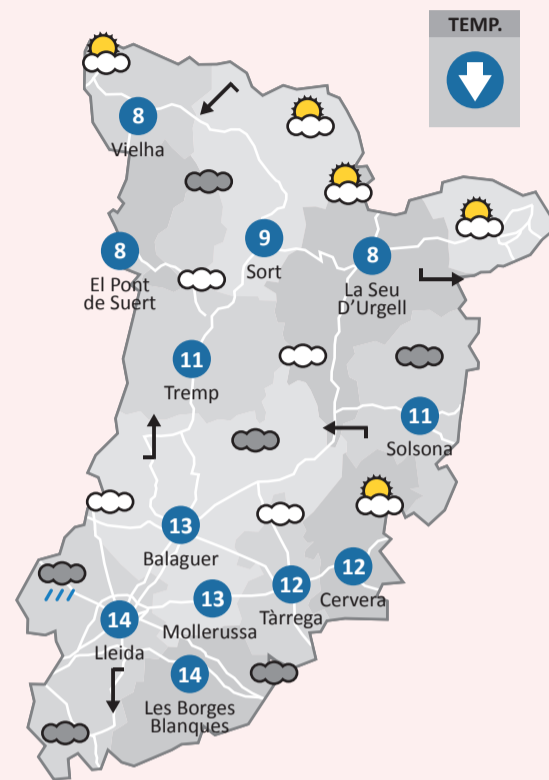 TEMP.
8
Vielha
8
El Pont
de Suert
9
Sort
8
La Seu
D'Urgell
11
Tremp
11
Solsona
13
Balaguer
12
Cervera
12
Tàrrega
13
Mollerussa
14
Lleida
14
Les Borges
Blanques